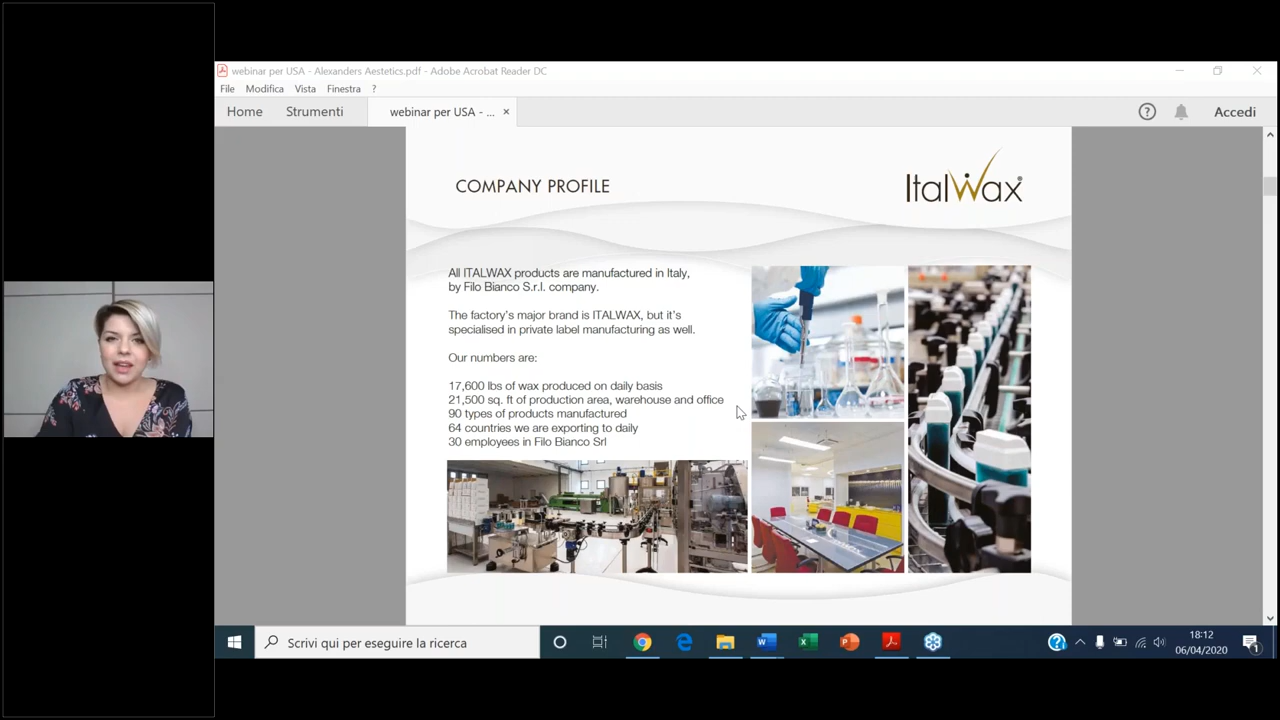 webinar per USA - Alexanders Aestetics.pdf - Adobe Acrobat Reader DC
File Modifica Vista Finestra ?
Home Strumenti webinar per USA - ... × Accedi
COMPANY PROFILE
ItalWax®
All ITALWAX products are manufactured in Italy,
by Filo Bianco S.r.l. company.
The factory's major brand is ITALWAX, but it's
specialised in private label manufacturing as well.
Our numbers are:
17,600 lbs of wax produced on daily basis
21,500 sq. ft of production area, warehouse and office
90 types of products manufactured
64 countries we are exporting to daily
30 employees in Filo Bianco Srl
Scrivi qui per eseguire la ricerca
18:12
06/04/2020
1